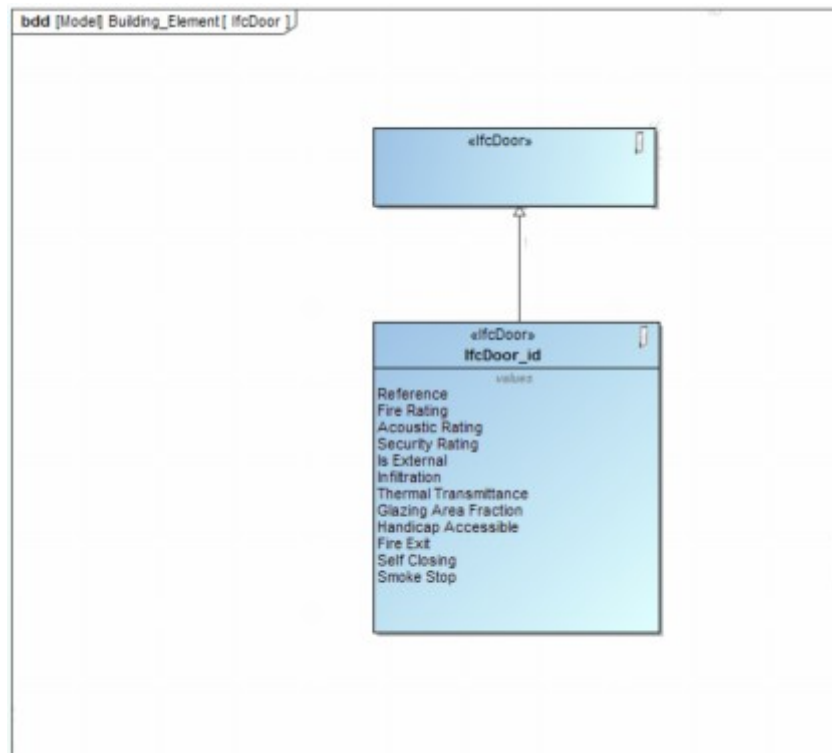 bdd [Model] Building_Element [ IfcDoor ]
«IfcDoor»
«IfcDoor»
IfcDoor_id
values
Reference
Fire Rating
Acoustic Rating
Security Rating
Is External
Infiltration
Thermal Transmittance
Glazing Area Fraction
Handicap Accessible
Fire Exit
Self Closing
Smoke Stop